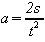 a = 2s/t²